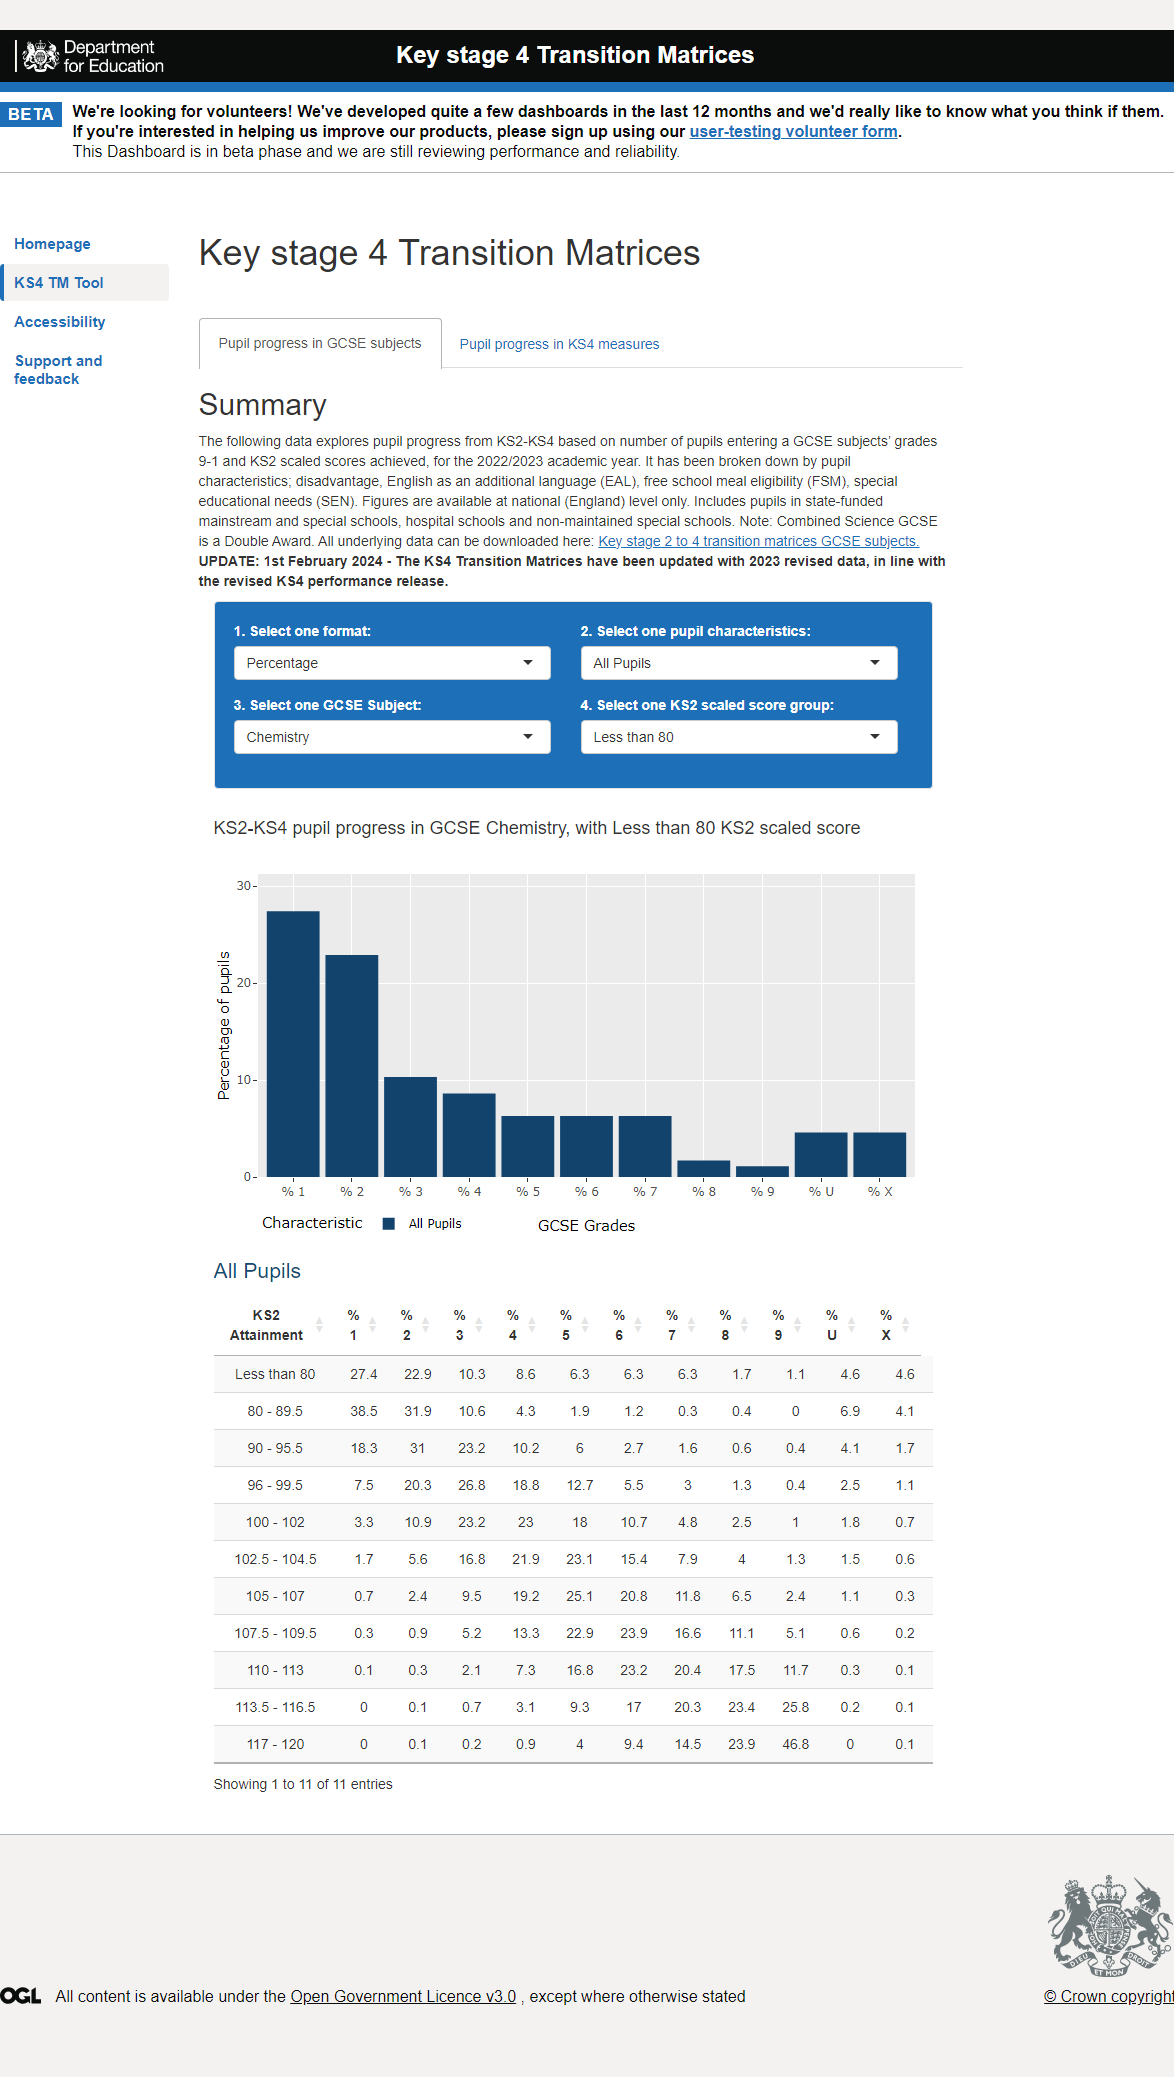 Department
for Education
Key stage 4 Transition Matrices
BETA
We're looking for volunteers! We've developed quite a few dashboards in the last 12 months and we'd really like to know what you think if them.
If you're interested in helping us improve our products, please sign up using our user-testing volunteer form.
This Dashboard is in beta phase and we are still reviewing performance and reliability.
Homepage
KS4 TM Tool
Accessibility
Support and
feedback
Key stage 4 Transition Matrices
Pupil progress in GCSE subjects
Pupil progress in KS4 measures
Summary
The following data explores pupil progress from KS2-KS4 based on number of pupils entering a GCSE subjects' grades
9-1 and KS2 scaled scores achieved, for the 2022/2023 academic year. It has been broken down by pupil
characteristics; disadvantage, English as an additional language (EAL), free school meal eligibility (FSM), special
educational needs (SEN). Figures are available at national (England) level only. Includes pupils in state-funded
mainstream and special schools, hospital schools and non-maintained special schools. Note: Combined Science GCSE
is a Double Award. All underlying data can be downloaded here: Key stage 2 to 4 transition matrices GCSE subjects.
UPDATE: 1st February 2024 - The KS4 Transition Matrices have been updated with 2023 revised data, in line with
the revised KS4 performance release.
1. Select one format:
Percentage
2. Select one pupil characteristics:
All Pupils
3. Select one GCSE Subject:
Chemistry
4. Select one KS2 scaled score group:
Less than 80
KS2-KS4 pupil progress in GCSE Chemistry, with Less than 80 KS2 scaled score
Percentage of pupils
30
20
10
0
% 1 % 2 % 3 % 4 % 5 % 6 % 7 % 8 % 9 % U % X
Characteristic All Pupils
GCSE Grades
All Pupils
KS2 Attainment % 1 % 2 % 3 % 4 % 5 % 6 % 7 % 8 % 9 % U % X
Less than 80 27.4 22.9 10.3 8.6 6.3 6.3 6.3 1.7 1.1 4.6 4.6
80 - 89.5 38.5 31.9 10.6 4.3 1.9 1.2 0.3 0.4 0 6.9 4.1
90 - 95.5 18.3 31 23.2 10.2 6 2.7 1.6 0.6 0.4 4.1 1.7
96 - 99.5 7.5 20.3 26.8 18.8 12.7 5.5 3 1.3 0.4 2.5 1.1
100 - 102 3.3 10.9 23.2 23 18 10.7 4.8 2.5 1 1.8 0.7
102.5 - 104.5 1.7 5.6 16.8 21.9 23.1 15.4 7.9 4 1.3 1.5 0.6
105 - 107 0.7 2.4 9.5 19.2 25.1 20.8 11.8 6.5 2.4 1.1 0.3
107.5 - 109.5 0.3 0.9 5.2 13.3 22.9 23.9 16.6 11.1 5.1 0.6 0.2
110 - 113 0.1 0.3 2.1 7.3 16.8 23.2 20.4 17.5 11.7 0.3 0.1
113.5 - 116.5 0 0.1 0.7 3.1 9.3 17 20.3 23.4 25.8 0.2 0.1
117 - 120 0 0.1 0.2 0.9 4 9.4 14.5 23.9 46.8 0 0.1
Showing 1 to 11 of 11 entries
OGL All content is available under the Open Government Licence v3.0 , except where otherwise stated
© Crown copyright